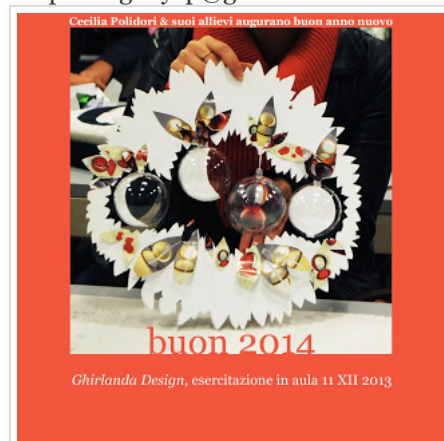 Cecilia Polidori & suoi allievi augurano buon anno nuovo
buon 2014
Ghirlanda Design, esercitazione in aula 11 XII 2013